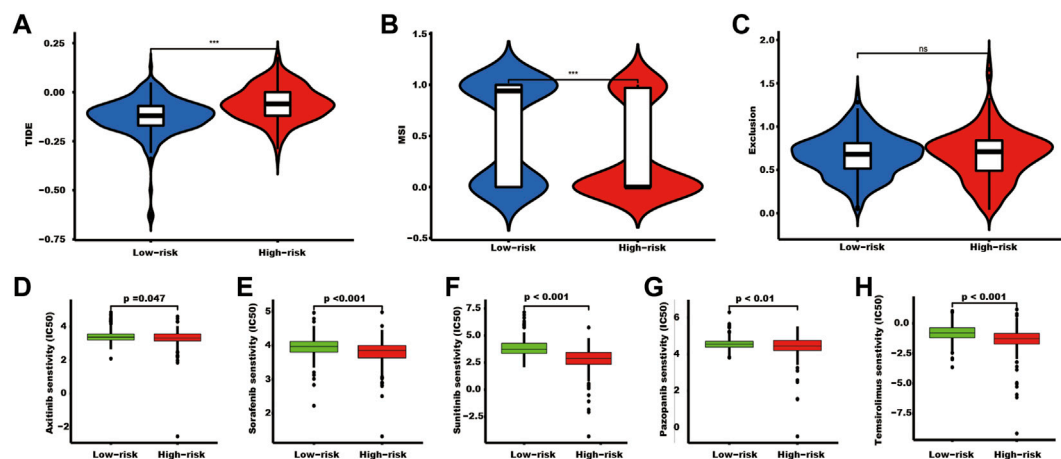 A
0.25
0.00
−0.25
−0.50
−0.75
TIDE
***
Low−risk
High−risk
B
1.5
1.0
0.5
0.0
−0.5
MSI
***
Low−risk
High−risk
C
2.0
1.5
1.0
0.5
0.0
Exclusion
ns
Low−risk
High−risk
D
p =0.047
Axitinib senstivity (IC50)
4
2
0
−2
Low−risk
High−risk
E
p <0.001
Sorafenib senstivity (IC50)
5
4
3
2
Low−risk
High−risk
F
p < 0.001
Sunitinib senstivity (IC50)
7.5
5.0
2.5
0.0
−2.5
Low−risk
High−risk
G
p < 0.01
Pazopanib senstivity (IC50)
6
4
2
0
Low−risk
High−risk
H
p < 0.001
Temsirolimus senstivity (IC50)
0.0
−2.5
−5.0
−7.5
Low−risk
High−risk